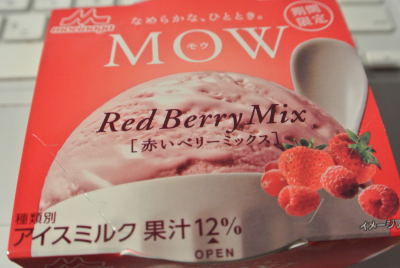 morinaga
なめらかな、ひととき。
期間
限定
MOW
モウ
Red Berry Mix
[赤いベリーミックス]
種類別
アイスミルク 果汁12%
OPEN
イメージ